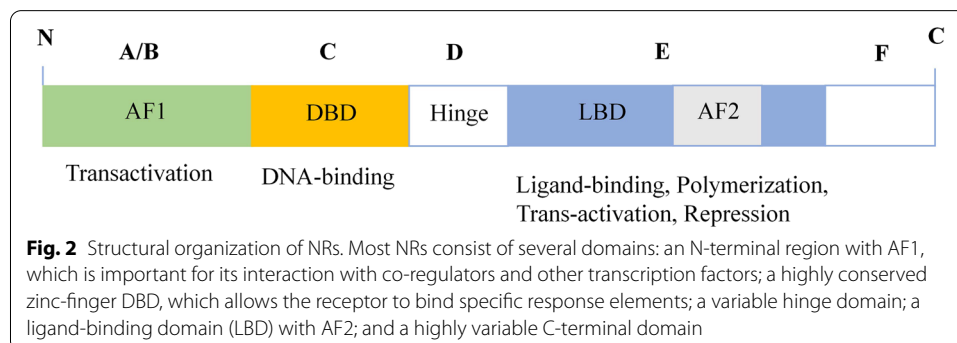 N A/B C D E F C
AF1 DBD Hinge LBD AF2
Transactivation DNA-binding Ligand-binding, Polymerization,
Trans-activation, Repression
Fig. 2 Structural organization of NRs. Most NRs consist of several domains: an N-terminal region with AF1,
which is important for its interaction with co-regulators and other transcription factors; a highly conserved
zinc-finger DBD, which allows the receptor to bind specific response elements; a variable hinge domain; a
ligand-binding domain (LBD) with AF2; and a highly variable C-terminal domain